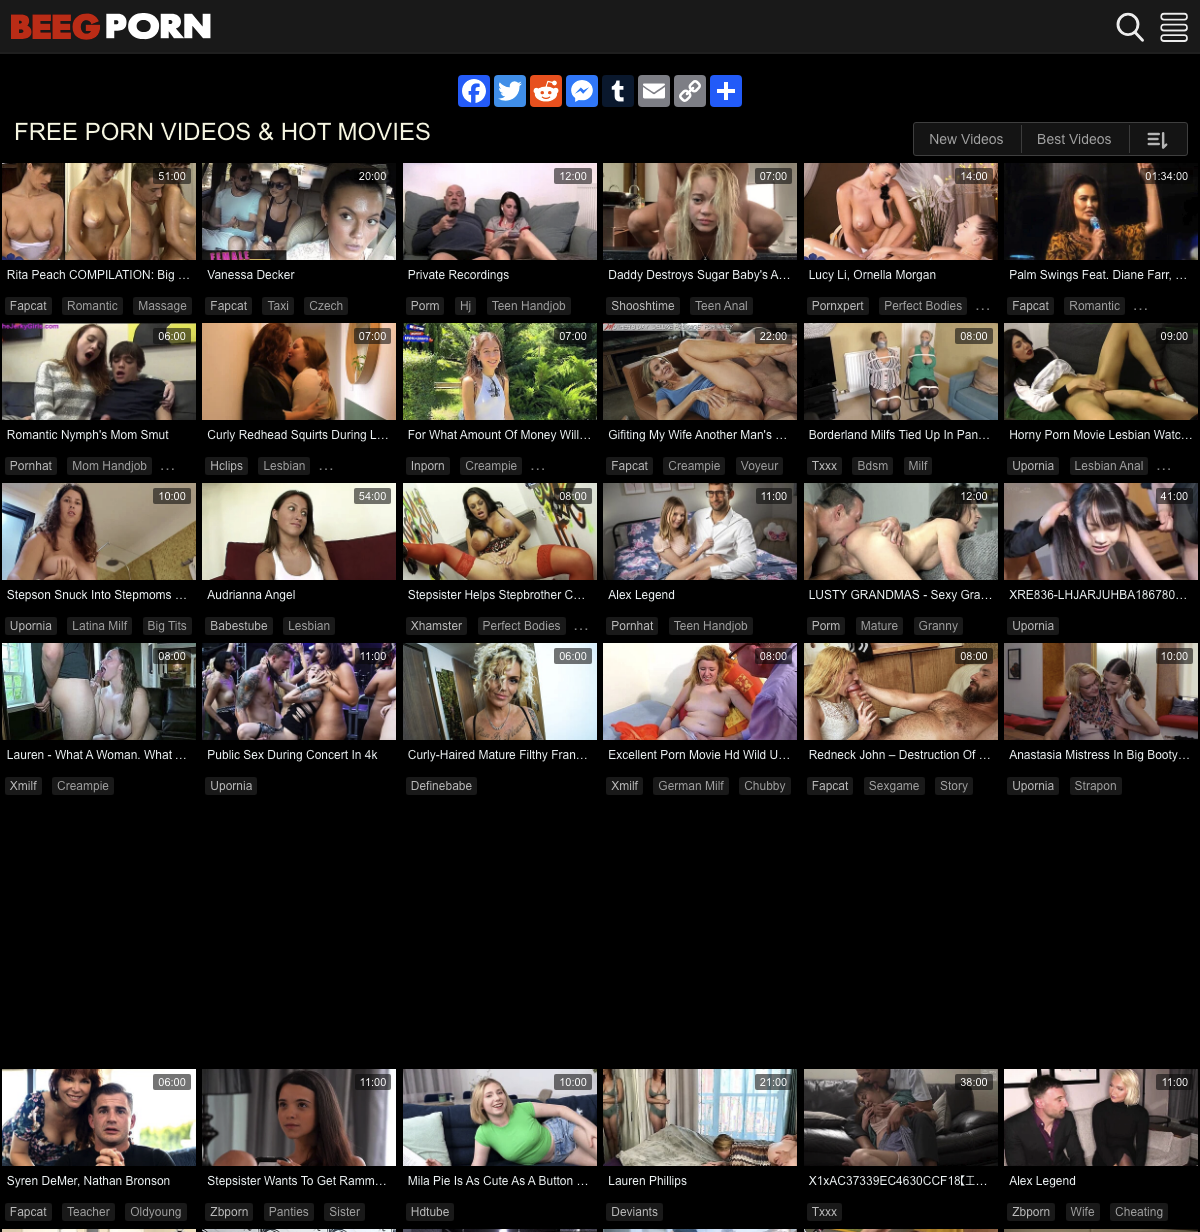 BEEG PORN
FREE PORN VIDEOS & HOT MOVIES
New Videos Best Videos
51:00 20:00 12:00 07:00 14:00 01:34:00
Rita Peach COMPILATION: Big ... Vanessa Decker Private Recordings Daddy Destroys Sugar Baby's A... Lucy Li, Ornella Morgan Palm Swings Feat. Diane Farr, ...
Fapcat Romantic Massage Fapcat Taxi Czech Porn Hj Teen Handjob Shooshtime Teen Anal Pornxpert Perfect Bodies ... Fapcat Romantic ...
06:00 07:00 07:00 22:00 08:00 09:00
Romantic Nymph's Mom Smut Curly Redhead Squirts During L... For What Amount Of Money Will... Gifiting My Wife Another Man's ... Borderland Milfs Tied Up In Pan... Horny Porn Movie Lesbian Watc...
Pornhat Mom Handjob ... Hclips Lesbian ... Inporn Creampie ... Fapcat Creampie Voyeur Txxx Bdsm Milf Upornia Lesbian Anal ...
10:00 54:00 08:00 11:00 12:00 41:00
Stepson Snuck Into Stepmoms ... Audrianna Angel Stepsister Helps Stepbrother C... Alex Legend LUSTY GRANDMAS - Sexy Gra... XRE836-LHJARJUHBA186780...
Upornia Latina Milf Big Tits Babestube Lesbian Xhamster Perfect Bodies ... Pornhat Teen Handjob Porm Mature Granny Upornia
08:00 11:00 06:00 08:00 08:00 10:00
Lauren - What A Woman. What ... Public Sex During Concert In 4k Curly-Haired Mature Filthy Fran... Excellent Porn Movie Hd Wild U... Redneck John – Destruction Of ... Anastasia Mistress In Big Booty...
Xmilf Creampie Upornia Definebabe Xmilf German Milf Chubby Fapcat Sexgame Story Upornia Strapon
06:00 11:00 10:00 21:00 38:00 11:00
Syren DeMer, Nathan Bronson Stepsister Wants To Get Ramm... Mila Pie Is As Cute As A Button ... Lauren Phillips X1xAC37339EC4630CCF18【工... Alex Legend
Fapcat Teacher Oldyoung Zbporn Panties Sister Hdtube Deviants Txxx Zbporn Wife Cheating